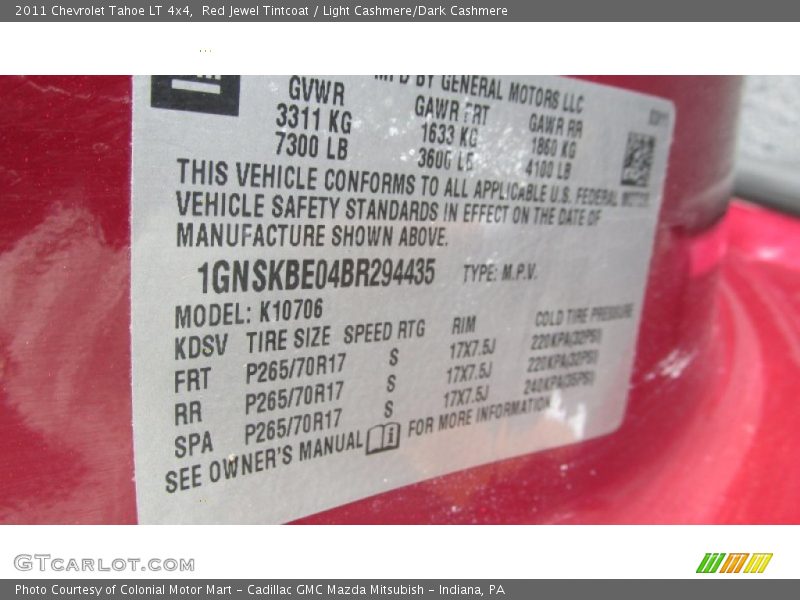 2011 Chevrolet Tahoe LT 4x4, Red Jewel Tintcoat / Light Cashmere/Dark Cashmere
MFD BY GENERAL MOTORS LLC
GVWR GAWR FRT GAWR RR
3311 KG 1633 KG 1860 KG
7300 LB 3600 LB 4100 LB
THIS VEHICLE CONFORMS TO ALL APPLICABLE U.S. FEDERAL MOTOR
VEHICLE SAFETY STANDARDS IN EFFECT ON THE DATE OF
MANUFACTURE SHOWN ABOVE.
1GNSKBE04BR294435 TYPE: M.P.V.
MODEL: K10706
KDSV TIRE SIZE SPEED RTG RIM COLD TIRE PRESSURE
FRT P265/70R17 S 17X7.5J 220KPA(32PSI)
RR P265/70R17 S 17X7.5J 220KPA(32PSI)
SPA P265/70R17 S 17X7.5J 240KPA(35PSI)
SEE OWNER'S MANUAL FOR MORE INFORMATION
GTCARLOT.COM
Photo Courtesy of Colonial Motor Mart - Cadillac GMC Mazda Mitsubish - Indiana, PA